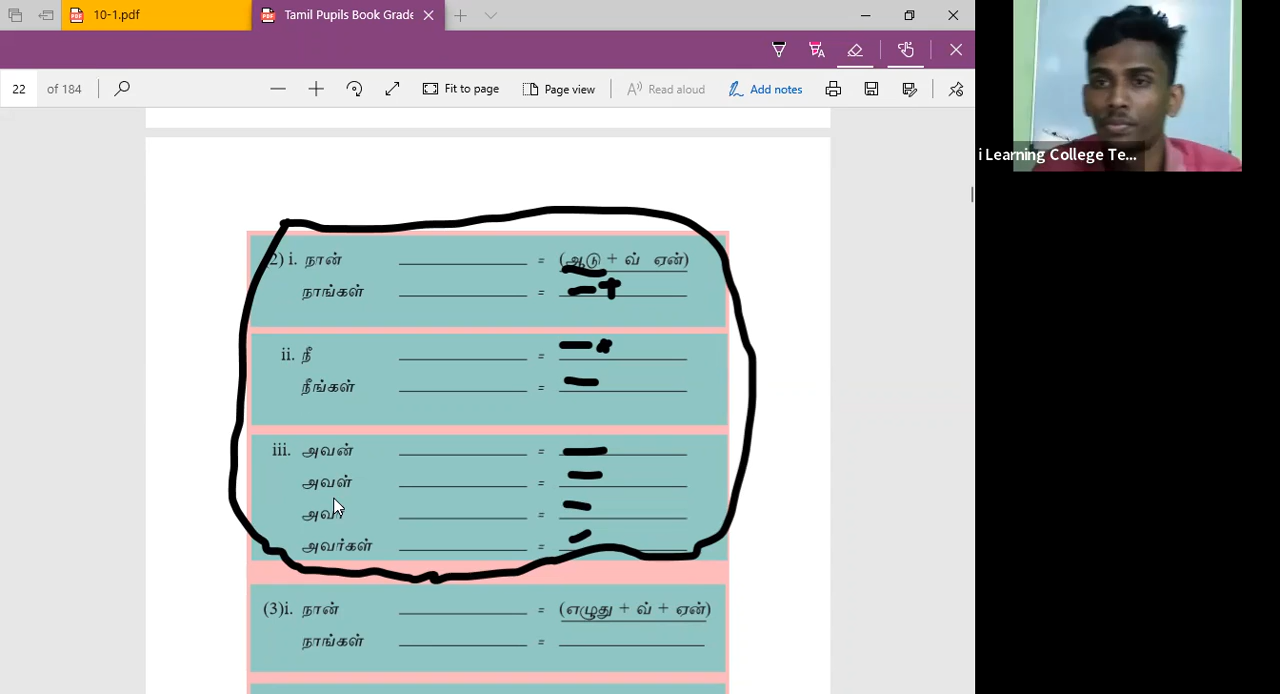 10-1.pdf Tamil Pupils Book Grade
22 of 184 Fit to page Page view Read aloud Add notes
i Learning College Te...
(2) i. நான் = (ஆடு + வ் ஏன்)
நாங்கள் =
ii. நீ =
நீங்கள் =
iii. அவன் =
அவள் =
அவர் =
அவர்கள் =
(3)i. நான் = (எழுது + வ் + ஏன்)
நாங்கள் =